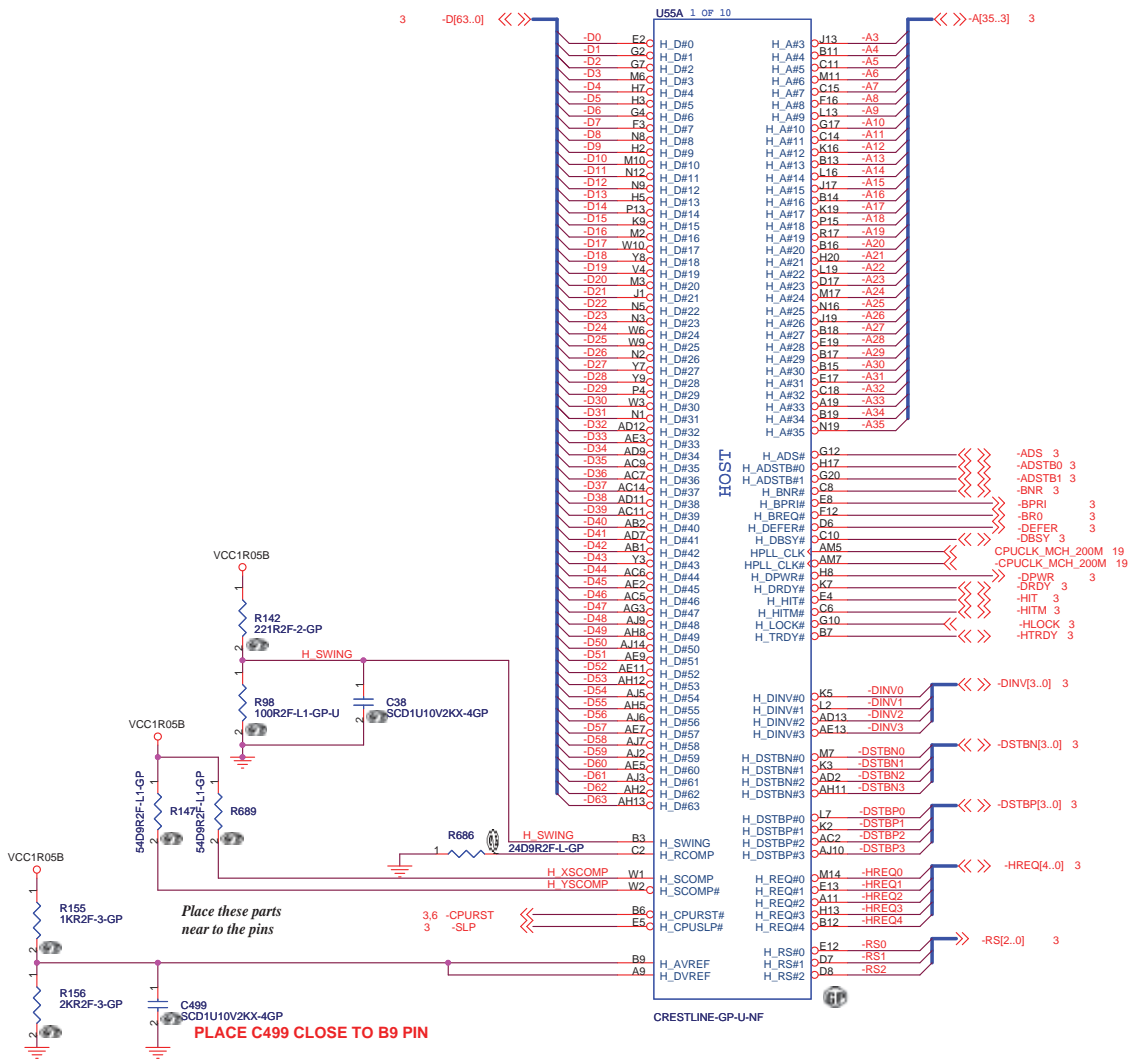 3 -D[63..0]
U55A 1 OF 10
-A[35..3] 3
-D0 E2 H_D#0
-D1 G2 H_D#1
-D2 G7 H_D#2
-D3 M6 H_D#3
-D4 H7 H_D#4
-D5 H3 H_D#5
-D6 G4 H_D#6
-D7 F3 H_D#7
-D8 N8 H_D#8
-D9 H2 H_D#9
-D10 M10 H_D#10
-D11 N12 H_D#11
-D12 N9 H_D#12
-D13 H5 H_D#13
-D14 P13 H_D#14
-D15 K9 H_D#15
-D16 M2 H_D#16
-D17 W10 H_D#17
-D18 Y8 H_D#18
-D19 V4 H_D#19
-D20 M3 H_D#20
-D21 J1 H_D#21
-D22 N5 H_D#22
-D23 N3 H_D#23
-D24 W6 H_D#24
-D25 W9 H_D#25
-D26 N2 H_D#26
-D27 Y7 H_D#27
-D28 Y9 H_D#28
-D29 P4 H_D#29
-D30 W3 H_D#30
-D31 N1 H_D#31
-D32 AD12 H_D#32
-D33 AE3 H_D#33
-D34 AD9 H_D#34
-D35 AC9 H_D#35
-D36 AC7 H_D#36
-D37 AC14 H_D#37
-D38 AD11 H_D#38
-D39 AC11 H_D#39
-D40 AB2 H_D#40
-D41 AD7 H_D#41
-D42 AB1 H_D#42
-D43 Y3 H_D#43
-D44 AC6 H_D#44
-D45 AE2 H_D#45
-D46 AC5 H_D#46
-D47 AG3 H_D#47
-D48 AJ9 H_D#48
-D49 AH8 H_D#49
-D50 AJ14 H_D#50
-D51 AE9 H_D#51
-D52 AE11 H_D#52
-D53 AH12 H_D#53
-D54 AJ5 H_D#54
-D55 AH5 H_D#55
-D56 AJ6 H_D#56
-D57 AE7 H_D#57
-D58 AJ7 H_D#58
-D59 AJ2 H_D#59
-D60 AE5 H_D#60
-D61 AJ3 H_D#61
-D62 AH2 H_D#62
-D63 AH13 H_D#63
HOST
H_A#3 J13 -A3
H_A#4 B11 -A4
H_A#5 C11 -A5
H_A#6 M11 -A6
H_A#7 C15 -A7
H_A#8 F16 -A8
H_A#9 L13 -A9
H_A#10 G17 -A10
H_A#11 C14 -A11
H_A#12 K16 -A12
H_A#13 B13 -A13
H_A#14 L16 -A14
H_A#15 J17 -A15
H_A#16 B14 -A16
H_A#17 K19 -A17
H_A#18 P15 -A18
H_A#19 R17 -A19
H_A#20 B16 -A20
H_A#21 H20 -A21
H_A#22 L19 -A22
H_A#23 D17 -A23
H_A#24 M17 -A24
H_A#25 N16 -A25
H_A#26 J19 -A26
H_A#27 B18 -A27
H_A#28 E19 -A28
H_A#29 B17 -A29
H_A#30 B15 -A30
H_A#31 E17 -A31
H_A#32 C18 -A32
H_A#33 A19 -A33
H_A#34 B19 -A34
H_A#35 N19 -A35
H_ADS# G12 -ADS 3
H_ADSTB#0 H17 -ADSTB0 3
H_ADSTB#1 G20 -ADSTB1 3
H_BNR# C8 -BNR 3
H_BPRI# E8 -BPRI 3
H_BREQ# F12 -BR0 3
H_DEFER# D6 -DEFER 3
H_DBSY# C10 -DBSY 3
HPLL_CLK AM5 CPUCLK_MCH_200M 19
HPLL_CLK# AM7 -CPUCLK_MCH_200M 19
H_DPWR# H8 -DPWR 3
H_DRDY# K7 -DRDY 3
H_HIT# E4 -HIT 3
H_HITM# C6 -HITM 3
H_LOCK# G10 -HLOCK 3
H_TRDY# B7 -HTRDY 3
-DINV[3..0] 3
H_DINV#0 K5 -DINV0
H_DINV#1 L2 -DINV1
H_DINV#2 AD13 -DINV2
H_DINV#3 AE13 -DINV3
-DSTBN[3..0] 3
H_DSTBN#0 M7 -DSTBN0
H_DSTBN#1 K3 -DSTBN1
H_DSTBN#2 AD2 -DSTBN2
H_DSTBN#3 AH11 -DSTBN3
-DSTBP[3..0] 3
H_DSTBP#0 L7 -DSTBP0
H_DSTBP#1 K2 -DSTBP1
H_DSTBP#2 AC2 -DSTBP2
H_DSTBP#3 AJ10 -DSTBP3
-HREQ[4..0] 3
H_REQ#0 M14 -HREQ0
H_REQ#1 E13 -HREQ1
H_REQ#2 A11 -HREQ2
H_REQ#3 H13 -HREQ3
H_REQ#4 B12 -HREQ4
-RS[2..0] 3
H_RS#0 E12 -RS0
H_RS#1 D7 -RS1
H_RS#2 D8 -RS2
VCC1R05B
1
R142
221R2F-2-GP
2
H_SWING
1
R98
100R2F-L1-GP-U
2
1
C38
SCD1U10V2KX-4GP
2
VCC1R05B
1
54D9R2F-L1-GP
R147
2
1
54D9R2F-L1-GP
R689
2
R686
1
24D9R2F-L-GP
H_SWING B3 H_SWING
C2 H_RCOMP
H_XSCOMP W1 H_SCOMP
H_YSCOMP W2 H_SCOMP#
3,6 -CPURST B6 H_CPURST#
3 -SLP E5 H_CPUSLP#
B9 H_AVREF
A9 H_DVREF
VCC1R05B
1
R155
1KR2F-3-GP
2
Place these parts
near to the pins
1
R156
2KR2F-3-GP
2
1
C499
SCD1U10V2KX-4GP
2
PLACE C499 CLOSE TO B9 PIN
GP
CRESTLINE-GP-U-NF